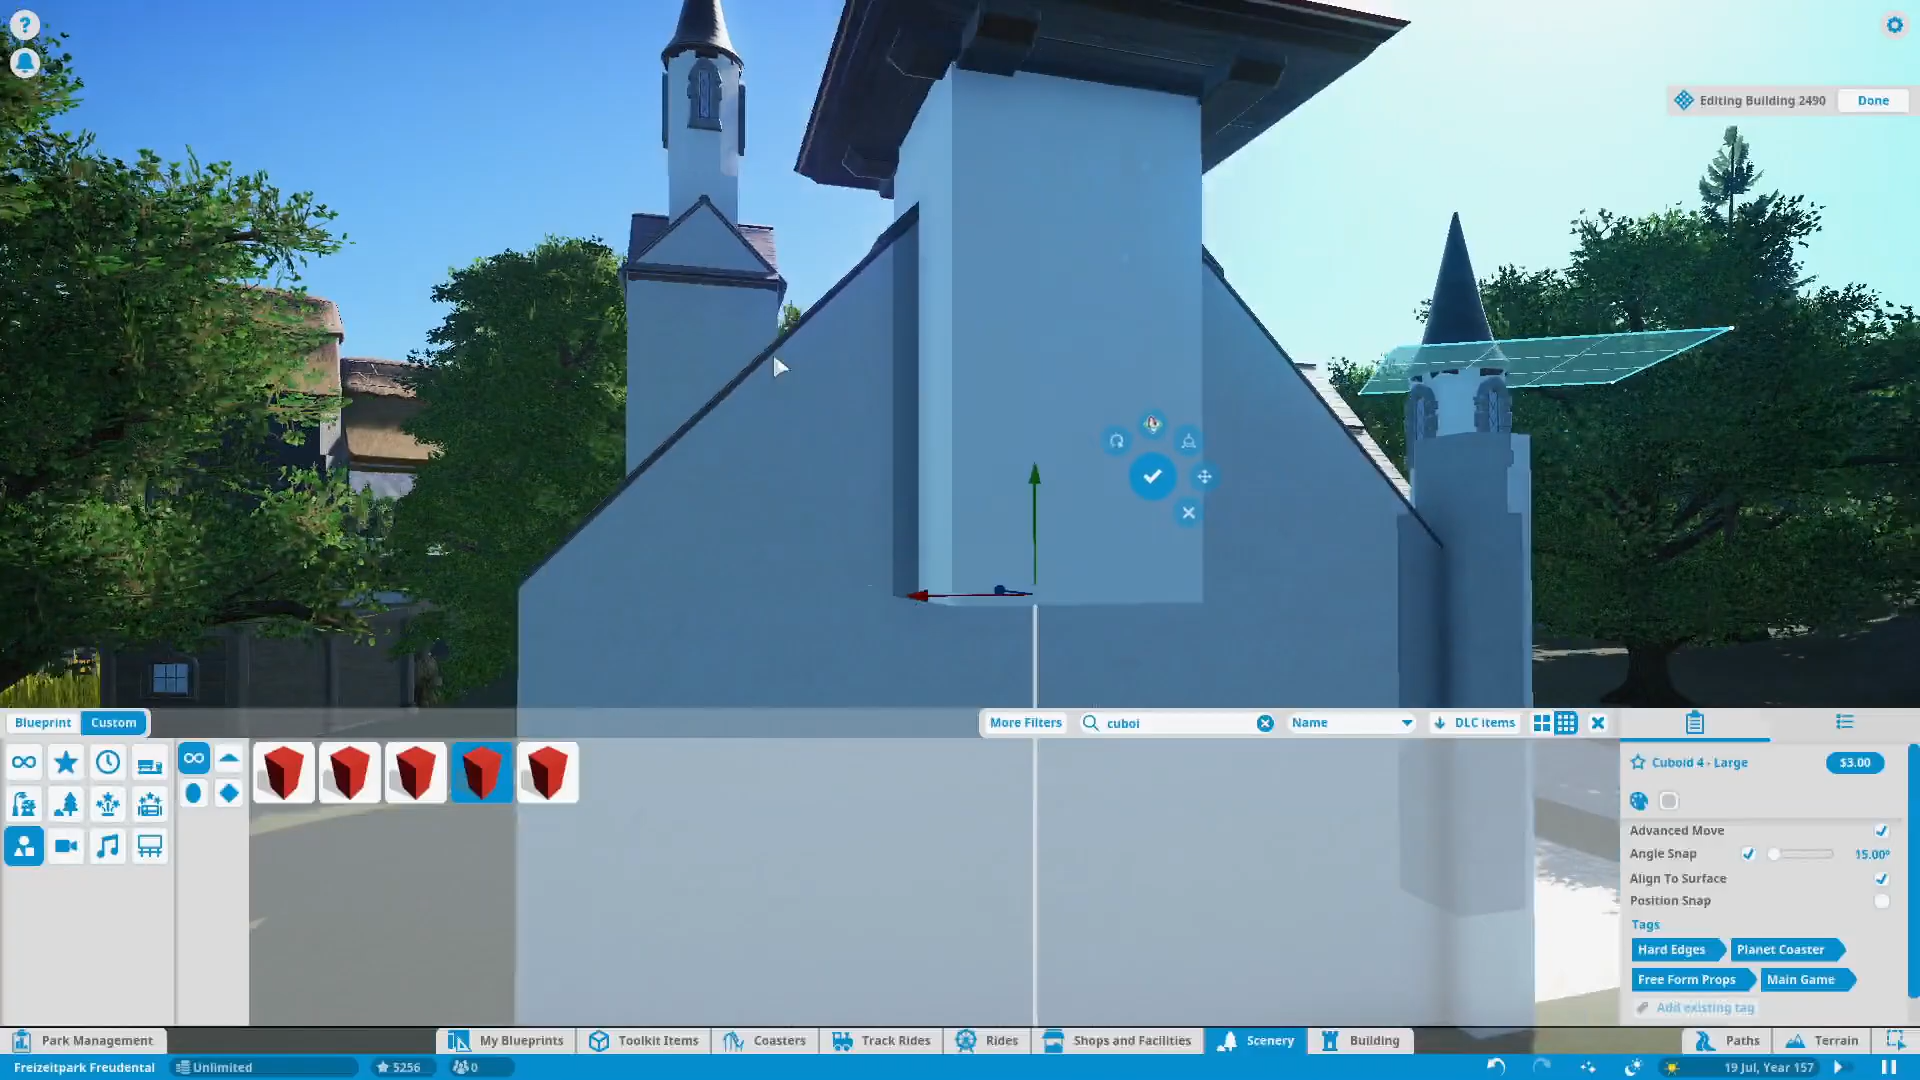 ?
Editing Building 2490
Done
Blueprint
Custom
More Filters
cuboi
Name
DLC items
Cuboid 4 - Large
$3.00
Advanced Move
Angle Snap
15.00°
Align To Surface
Position Snap
Tags
Hard Edges
Planet Coaster
Free Form Props
Main Game
Add existing tag
Park Management
My Blueprints
Toolkit Items
Coasters
Track Rides
Rides
Shops and Facilities
Scenery
Building
Paths
Terrain
Freizeitpark Freudental
Unlimited
5256
0
19 Jul, Year 157